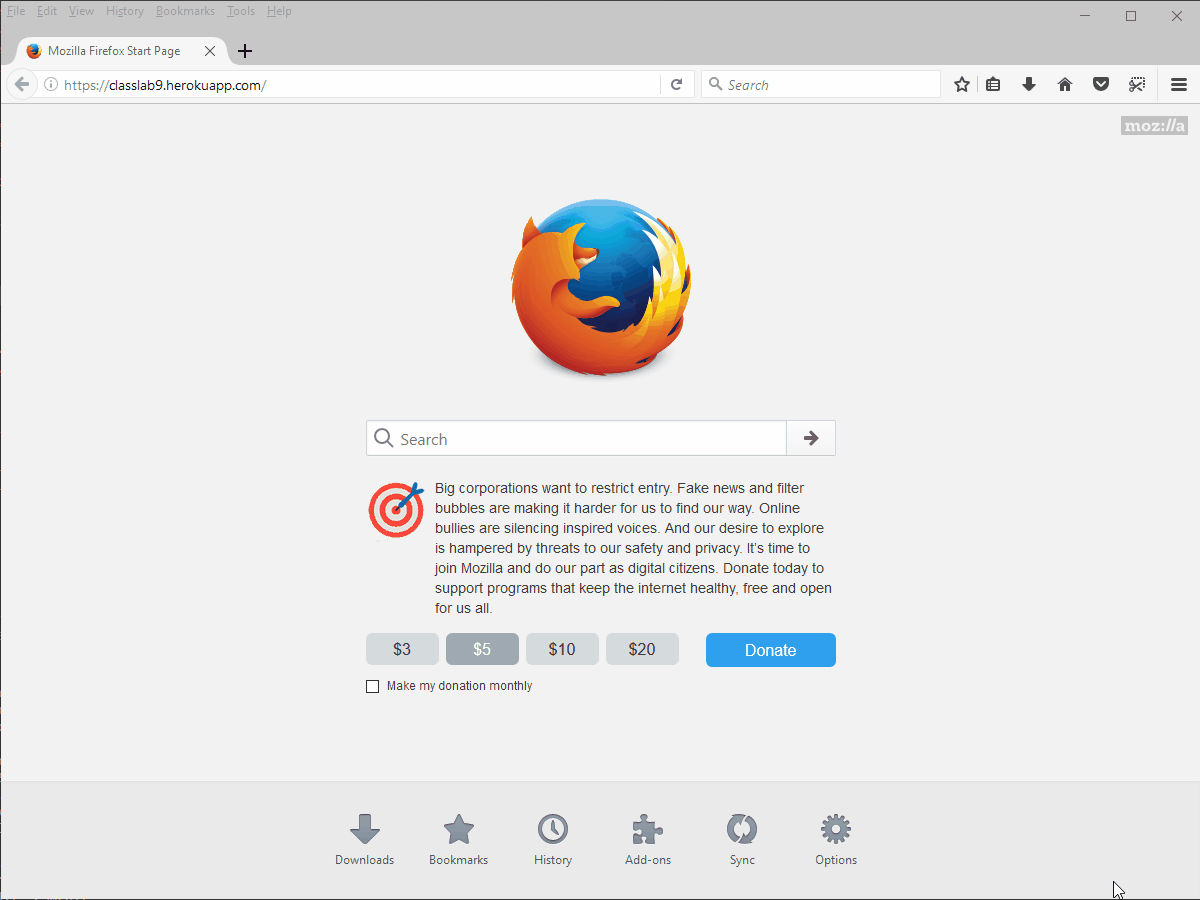 File Edit View History Bookmarks Tools Help
Mozilla Firefox Start Page
https://classlab9.herokuapp.com/
Search
moz://a
Search
Big corporations want to restrict entry. Fake news and filter
bubbles are making it harder for us to find our way. Online
bullies are silencing inspired voices. And our desire to explore
is hampered by threats to our safety and privacy. It's time to
join Mozilla and do our part as digital citizens. Donate today to
support programs that keep the internet healthy, free and open
for us all.
$3 $5 $10 $20 Donate
Make my donation monthly
Downloads Bookmarks History Add-ons Sync Options